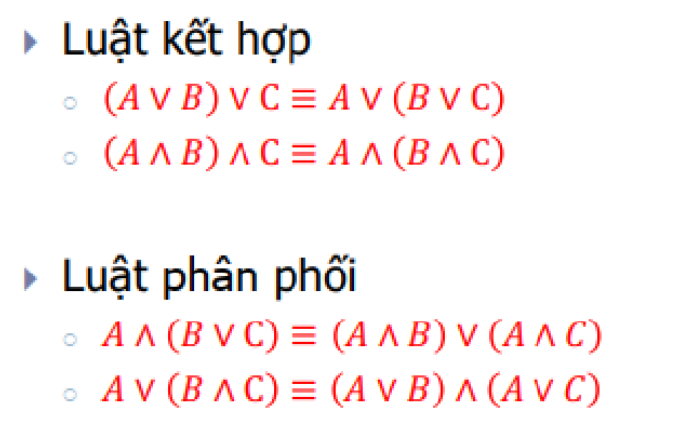 Luật kết hợp
(A ∨ B) ∨ C ≡ A ∨ (B ∨ C)
(A ∧ B) ∧ C ≡ A ∧ (B ∧ C)
Luật phân phối
A ∧ (B ∨ C) ≡ (A ∧ B) ∨ (A ∧ C)
A ∨ (B ∧ C) ≡ (A ∨ B) ∧ (A ∨ C)